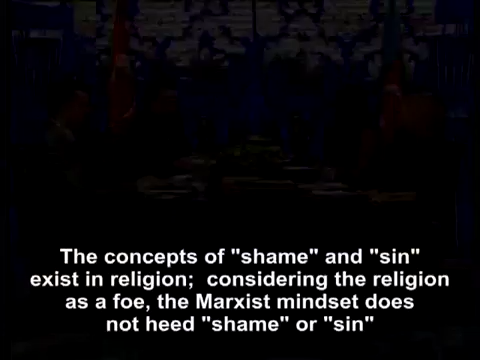 The concepts of "shame" and "sin"
exist in religion;  considering the religion
as a foe, the Marxist mindset does
not heed "shame" or "sin"